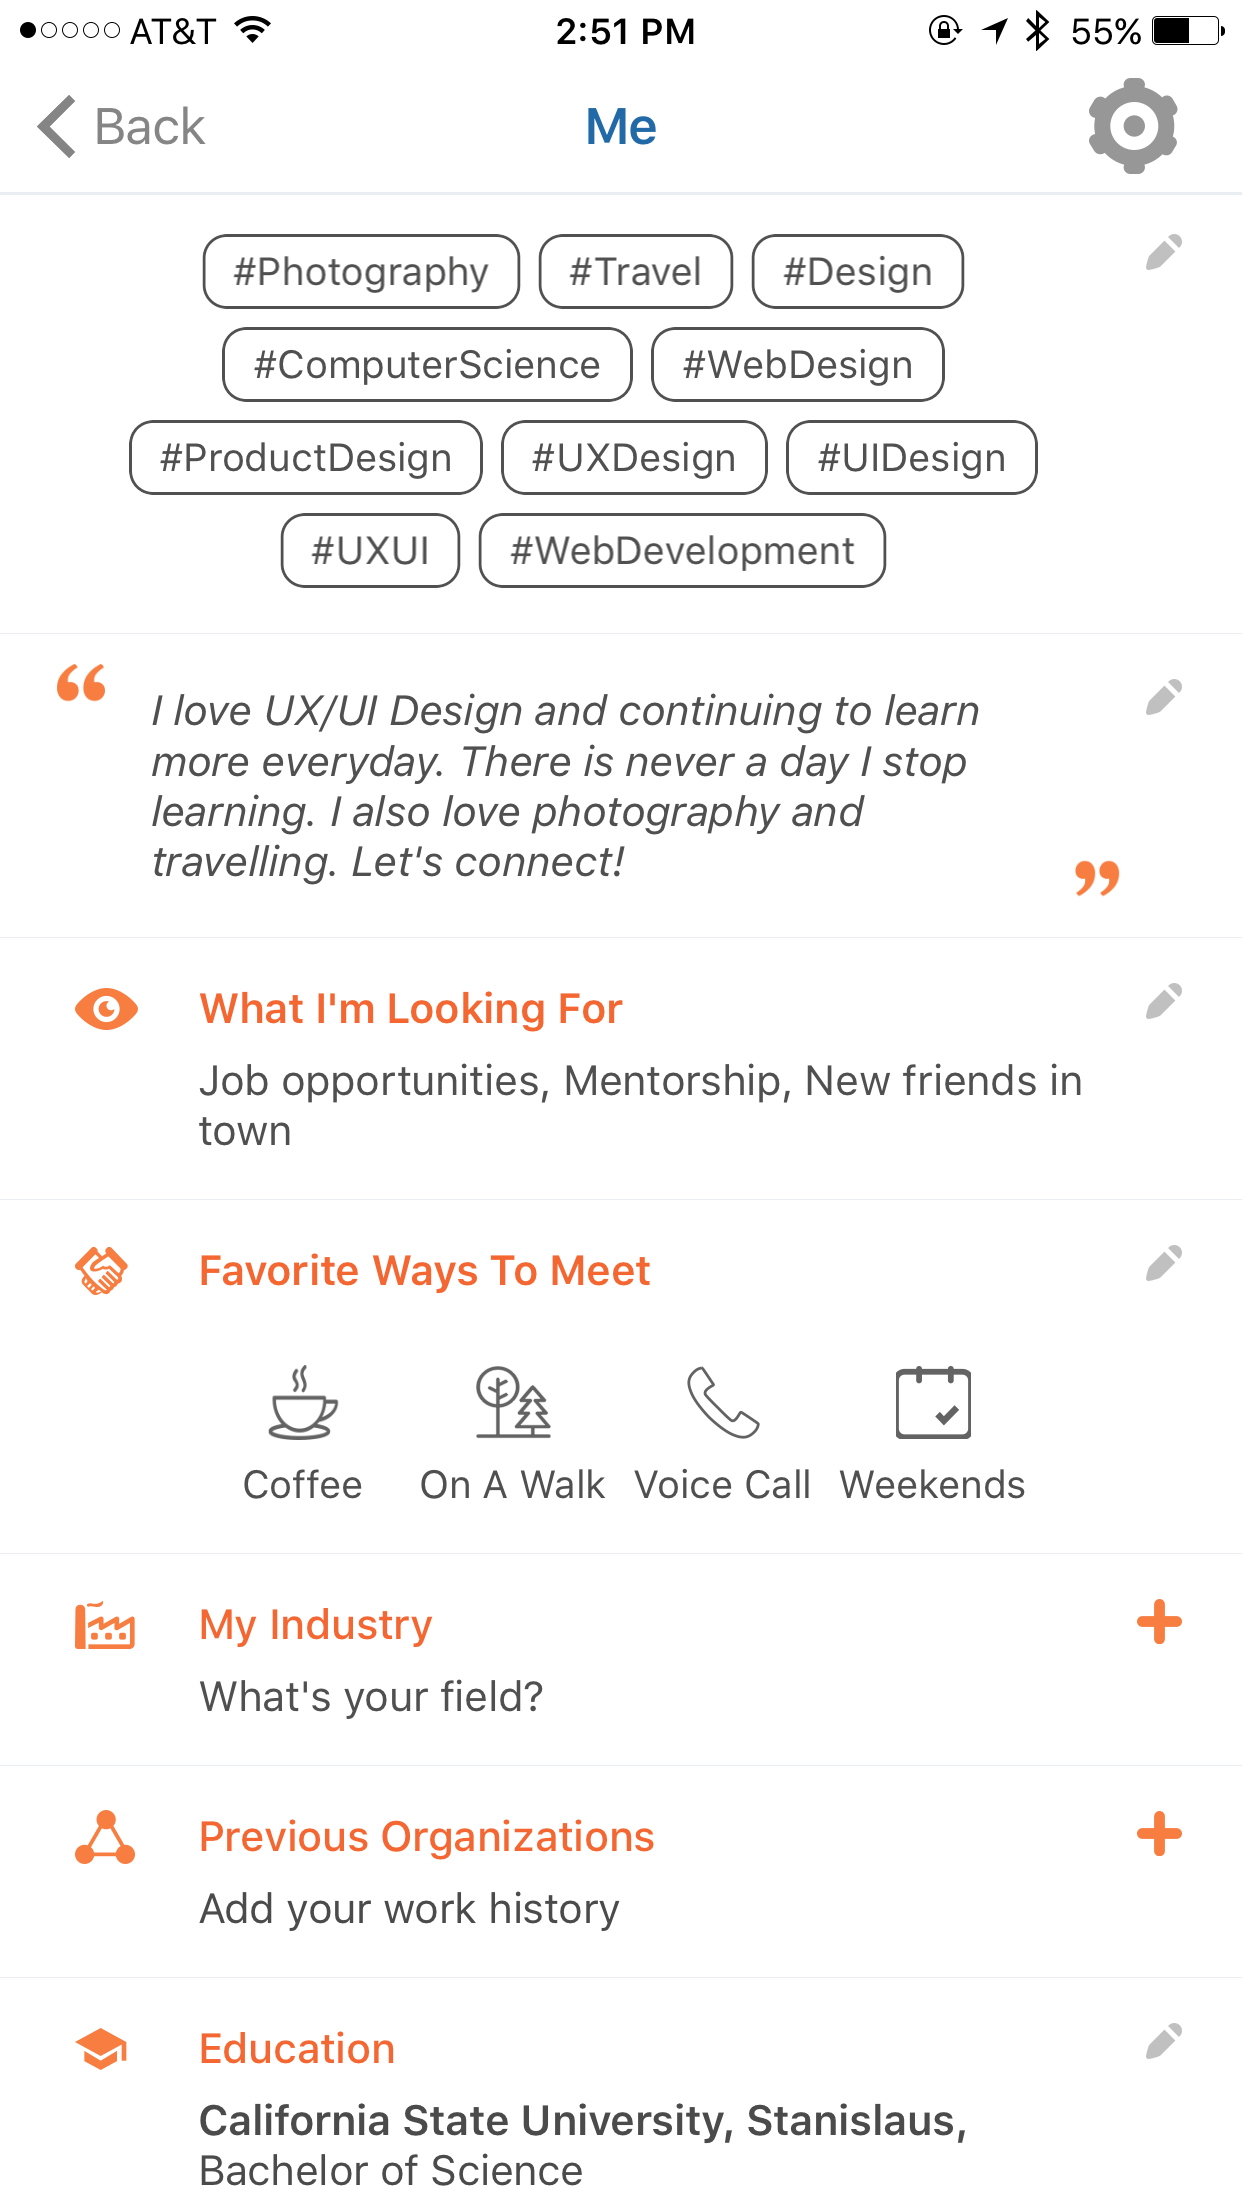 AT&T 2:51 PM 55%
Back Me
#Photography #Travel #Design
#ComputerScience #WebDesign
#ProductDesign #UXDesign #UIDesign
#UXUI #WebDevelopment
“ I love UX/UI Design and continuing to learn
more everyday. There is never a day I stop
learning. I also love photography and
travelling. Let's connect! ”
What I'm Looking For
Job opportunities, Mentorship, New friends in
town
Favorite Ways To Meet
Coffee On A Walk Voice Call Weekends
My Industry
What's your field?
Previous Organizations
Add your work history
Education
California State University, Stanislaus,
Bachelor of Science